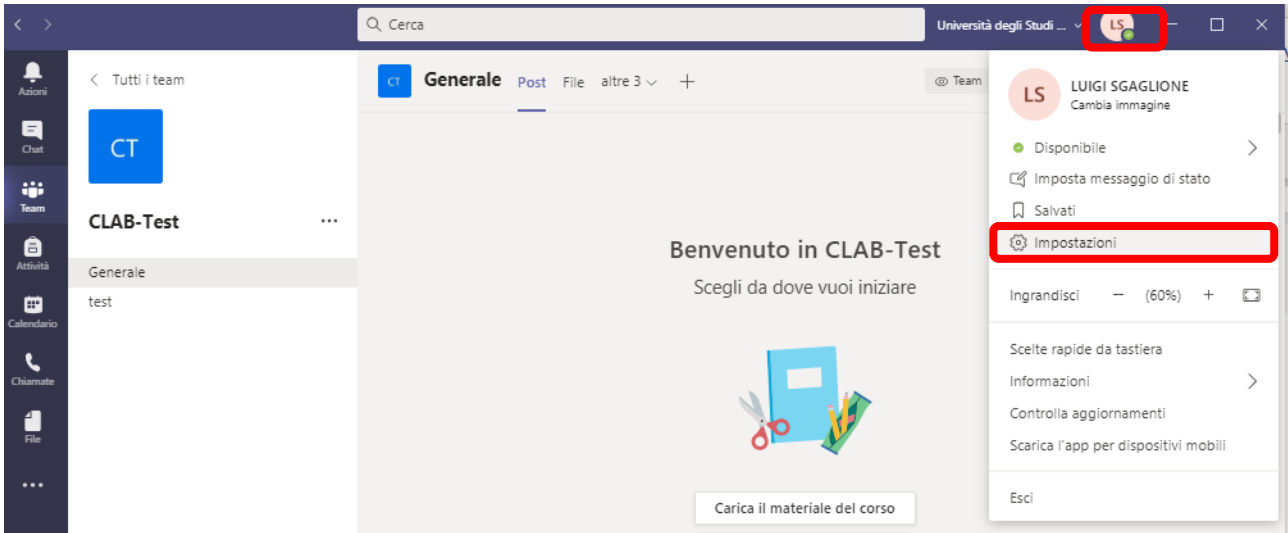 Cerca
Università degli Studi ...
LS
Azioni
Chat
Team
Attività
Calendario
Chiamate
File
Tutti i team
CT
CLAB-Test
Generale
test
CT
Generale
Post
File
altre 3
Team
Benvenuto in CLAB-Test
Scegli da dove vuoi iniziare
Carica il materiale del corso
LS
LUIGI SGAGLIONE
Cambia immagine
Disponibile
Imposta messaggio di stato
Salvati
Impostazioni
Ingrandisci − (60%) +
Scelte rapide da tastiera
Informazioni
Controlla aggiornamenti
Scarica l'app per dispositivi mobili
Esci